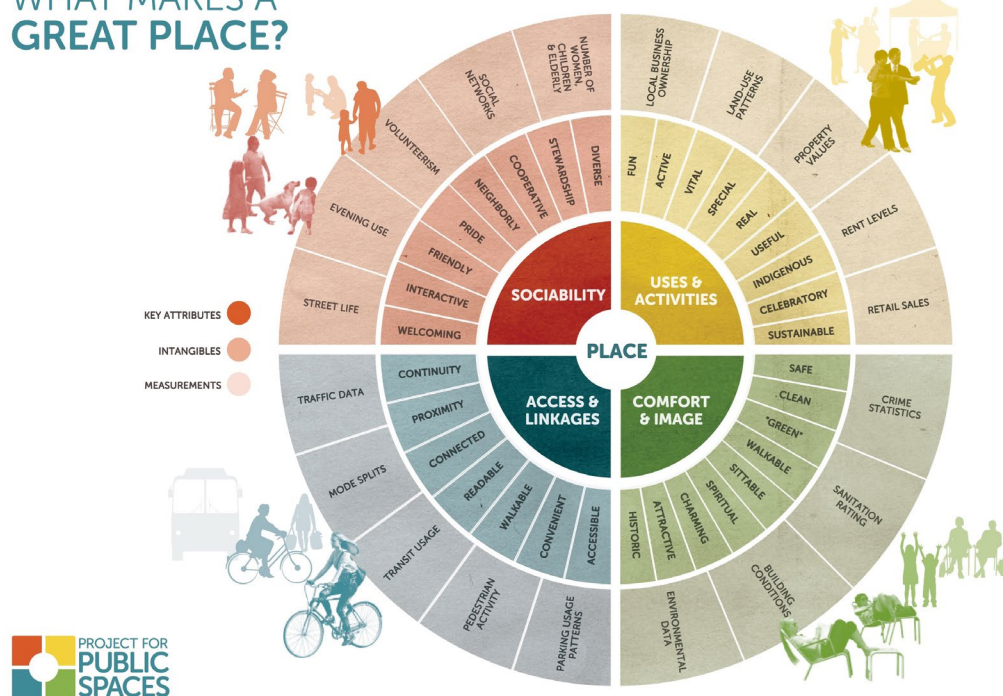 WHAT MAKES A
GREAT PLACE?
KEY ATTRIBUTES
INTANGIBLES
MEASUREMENTS
PLACE
SOCIABILITY
DIVERSE
STEWARDSHIP
COOPERATIVE
NEIGHBORLY
PRIDE
FRIENDLY
INTERACTIVE
WELCOMING
NUMBER OF
WOMEN,
CHILDREN
& ELDERLY
SOCIAL
NETWORKS
VOLUNTEERISM
EVENING USE
STREET LIFE
USES &
ACTIVITIES
FUN
ACTIVE
VITAL
SPECIAL
REAL
USEFUL
INDIGENOUS
CELEBRATORY
SUSTAINABLE
LOCAL BUSINESS
OWNERSHIP
LAND-USE
PATTERNS
PROPERTY
VALUES
RENT LEVELS
RETAIL SALES
ACCESS &
LINKAGES
CONTINUITY
PROXIMITY
CONNECTED
READABLE
WALKABLE
CONVENIENT
ACCESSIBLE
TRAFFIC DATA
MODE SPLITS
TRANSIT USAGE
PEDESTRIAN
ACTIVITY
PARKING USAGE
PATTERNS
COMFORT
& IMAGE
SAFE
CLEAN
"GREEN"
WALKABLE
SITTABLE
SPIRITUAL
CHARMING
ATTRACTIVE
HISTORIC
CRIME
STATISTICS
SANITATION
RATING
BUILDING
CONDITIONS
ENVIRONMENTAL
DATA
PROJECT FOR
PUBLIC
SPACES